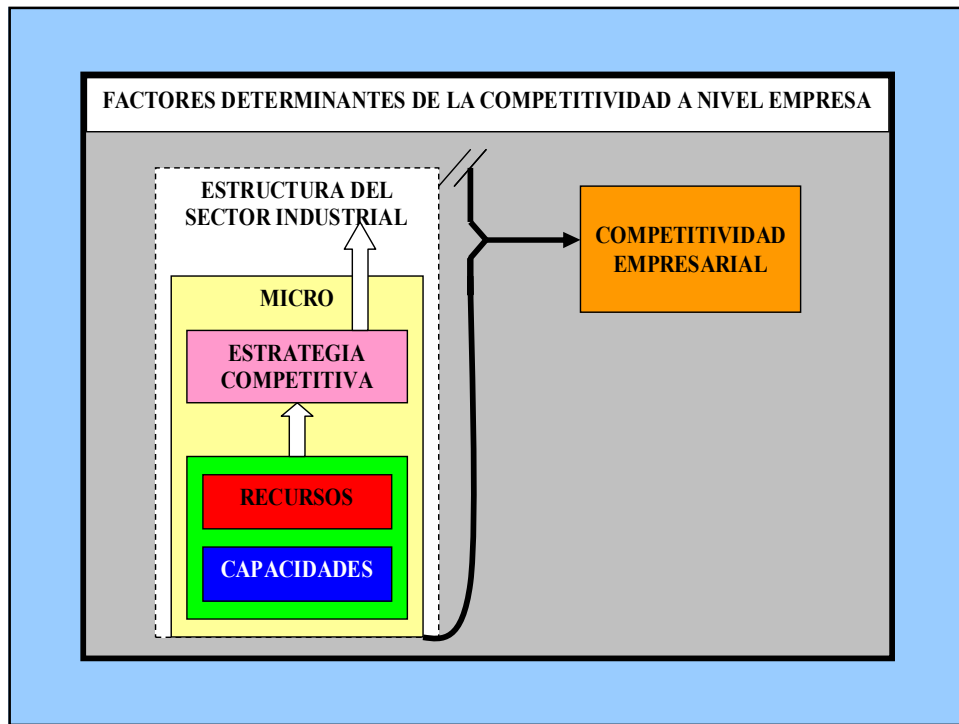 FACTORES DETERMINANTES DE LA COMPETITIVIDAD A NIVEL EMPRESA
ESTRUCTURA DEL
SECTOR INDUSTRIAL
MICRO
ESTRATEGIA
COMPETITIVA
RECURSOS
CAPACIDADES
COMPETITIVIDAD
EMPRESARIAL